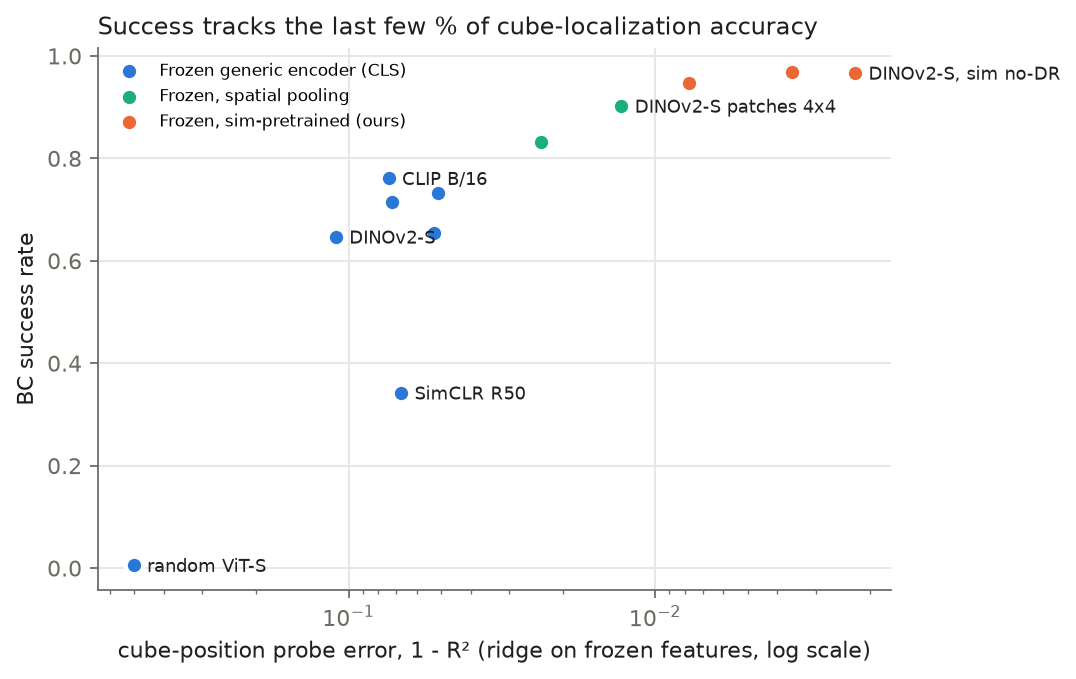 Success tracks the last few % of cube-localization accuracy
1.0
0.8
0.6
0.4
0.2
0.0
BC success rate
Frozen generic encoder (CLS)
Frozen, spatial pooling
Frozen, sim-pretrained (ours)
DINOv2-S, sim no-DR
DINOv2-S patches 4x4
CLIP B/16
DINOv2-S
SimCLR R50
random ViT-S
10⁻¹
10⁻²
cube-position probe error, 1 - R² (ridge on frozen features, log scale)